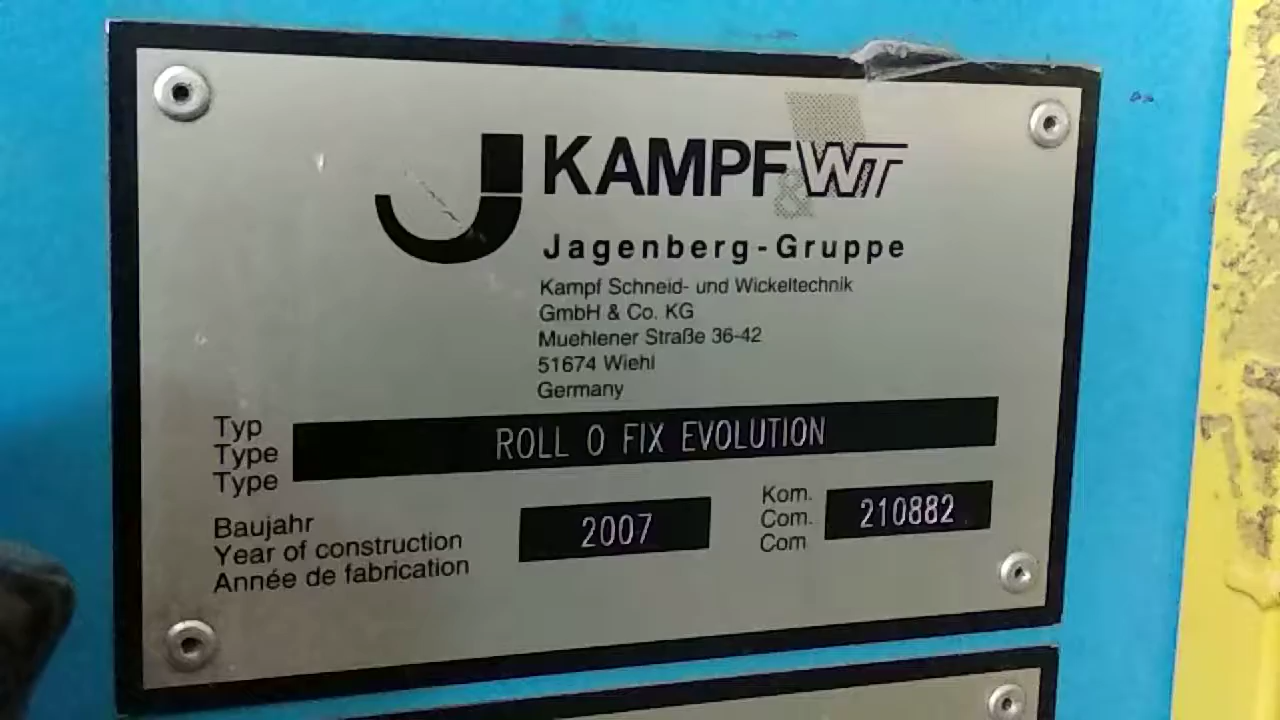 KAMPF WT
&
Jagenberg-Gruppe
Kampf Schneid- und Wickeltechnik
GmbH & Co. KG
Muehlener Straße 36-42
51674 Wiehl
Germany
Typ
Type
Type
ROLL O FIX EVOLUTION
Baujahr
Year of construction
Année de fabrication
2007
Kom.
Com.
Com
210882